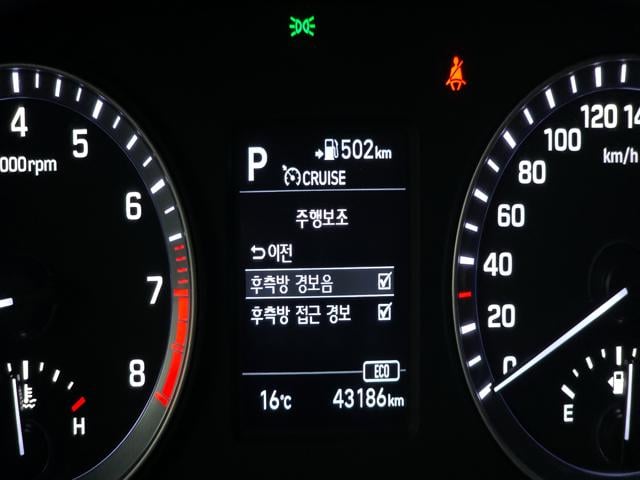 4
5
000rpm
6
7
8
H
P
502km
CRUISE
주행보조
이전
후측방 경보음
후측방 접근 경보
ECO
16℃ 43186km
14
120
100
km/h
80
60
40
20
0
E